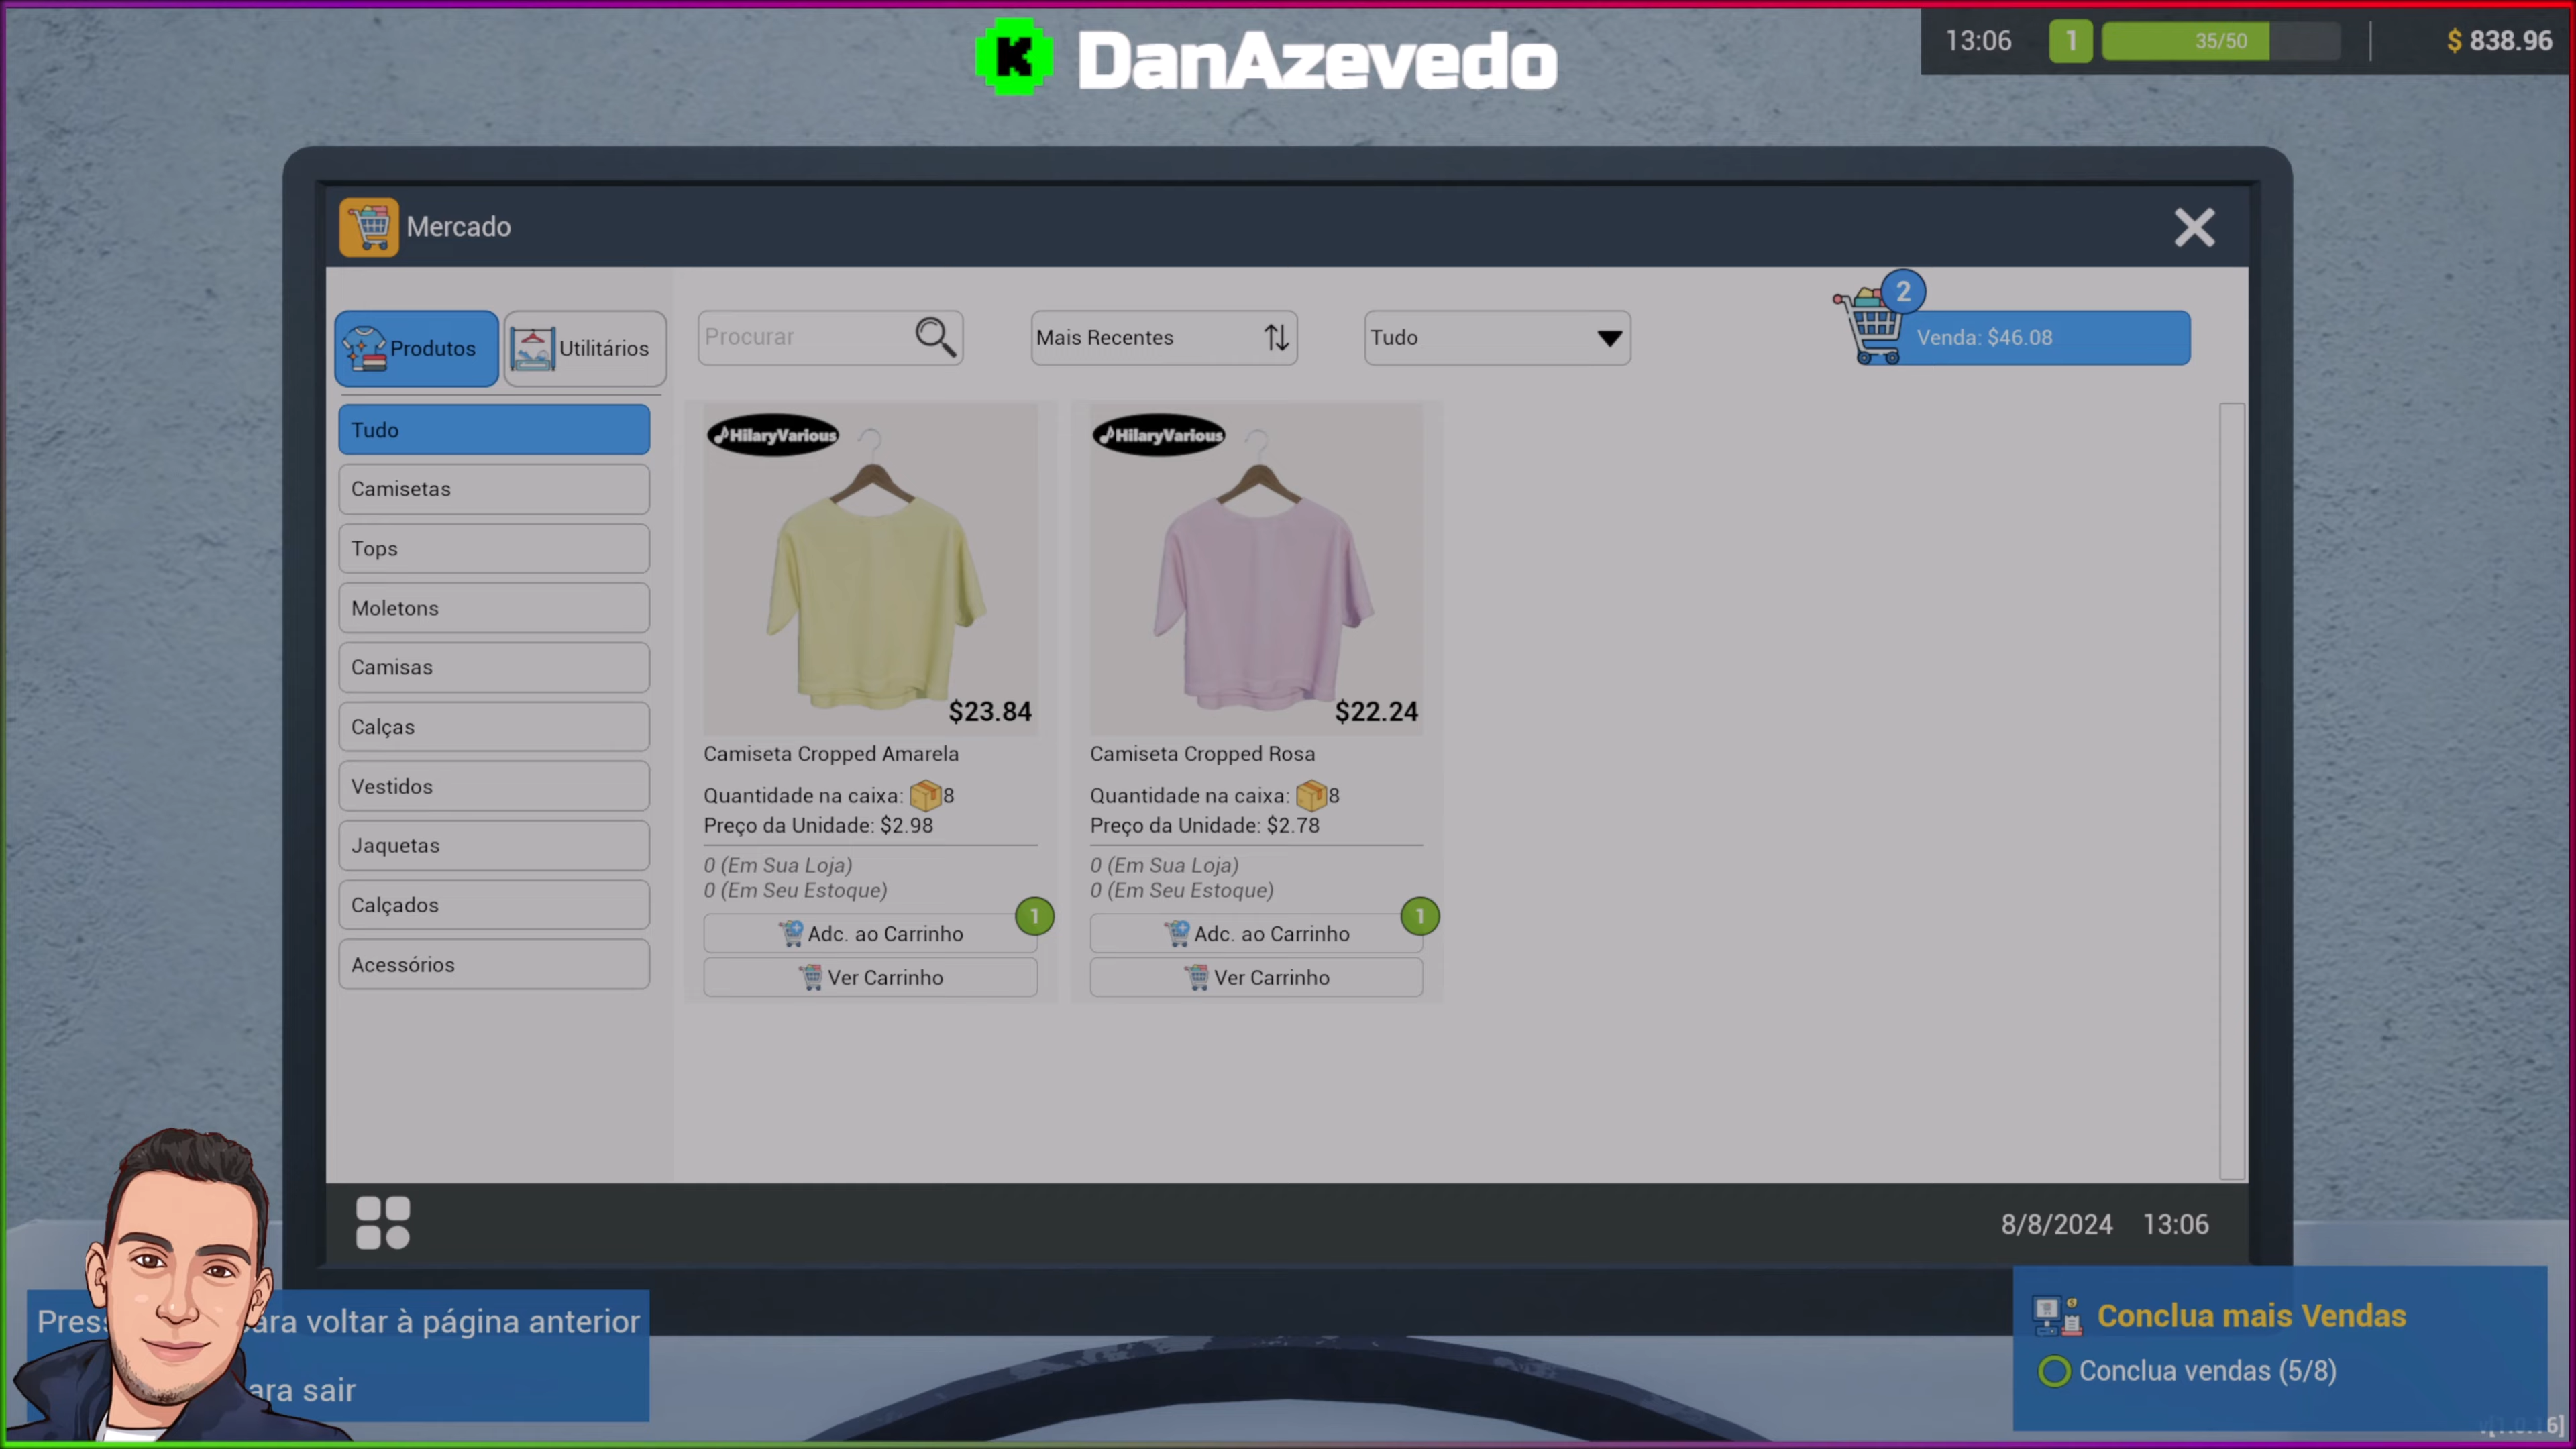 K DanAzevedo
13:06 1 35/50 $ 838.96
Mercado
Produtos
Utilitários
Procurar
Mais Recentes
Tudo
2
Venda: $46.08
Tudo
Camisetas
Tops
Moletons
Camisas
Calças
Vestidos
Jaquetas
Calçados
Acessórios
HilaryVarious
$23.84
Camiseta Cropped Amarela
Quantidade na caixa: 8
Preço da Unidade: $2.98
0 (Em Sua Loja)
0 (Em Seu Estoque)
1
Adc. ao Carrinho
Ver Carrinho
HilaryVarious
$22.24
Camiseta Cropped Rosa
Quantidade na caixa: 8
Preço da Unidade: $2.78
0 (Em Sua Loja)
0 (Em Seu Estoque)
1
Adc. ao Carrinho
Ver Carrinho
8/8/2024 13:06
voltar à página anterior
sair
Conclua mais Vendas
Conclua vendas (5/8)